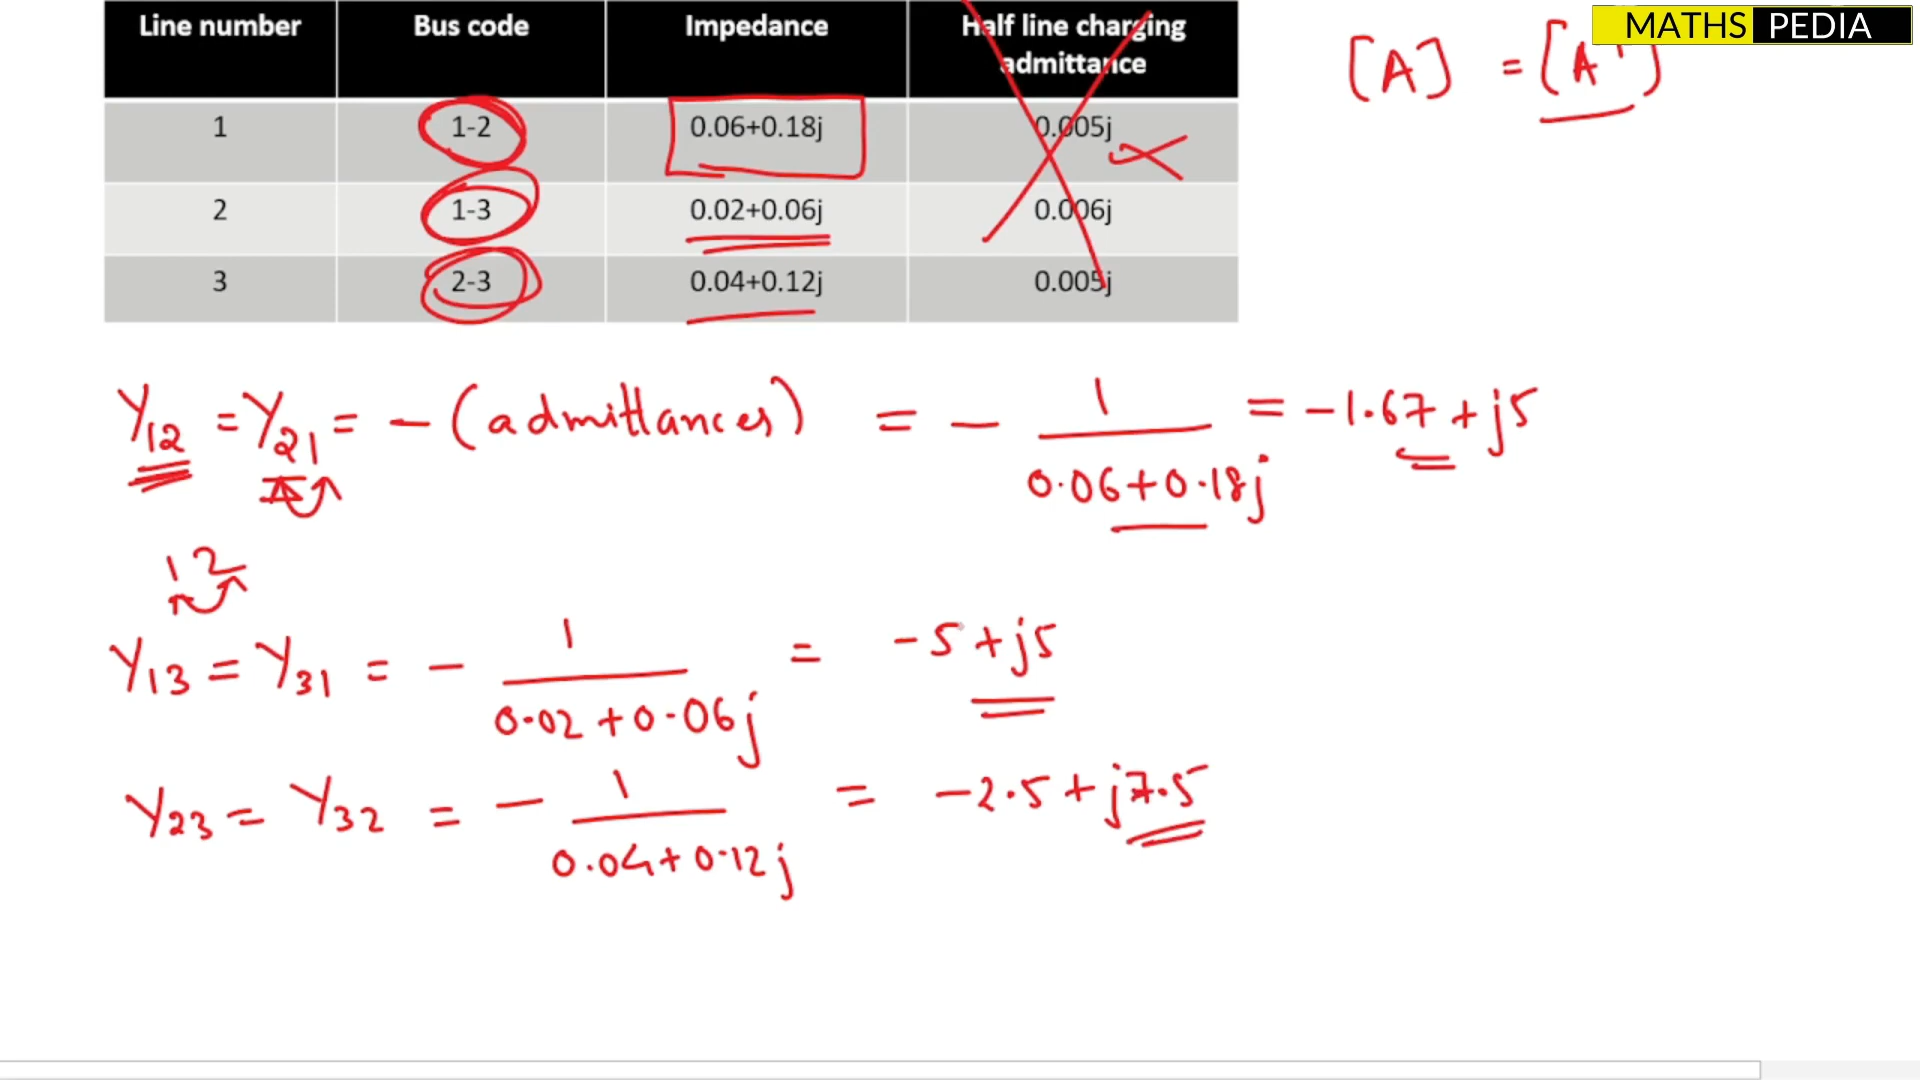 MATHS PEDIA
Line number Bus code Impedance Half line charging admittance
1 1-2 0.06+0.18j 0.005j
2 1-3 0.02+0.06j 0.006j
3 2-3 0.04+0.12j 0.005j
[A] = [A']
Y12 = Y21 = - (admittances) = - 1 / 0.06+0.18j = -1.67 + j5
12
Y13 = Y31 = - 1 / 0.02+0.06j = -5+j5
Y23 = Y32 = - 1 / 0.04+0.12j = -2.5+j7.5